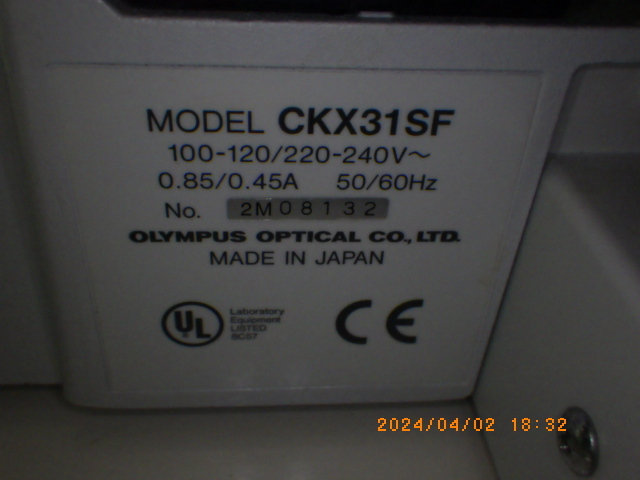 MODEL CKX31SF
100-120/220-240V~
0.85/0.45A 50/60Hz
No. 2M08132
OLYMPUS OPTICAL CO., LTD.
MADE IN JAPAN
UL
Laboratory
Equipment
LISTED
8C57
CE
2024/04/02 18:32